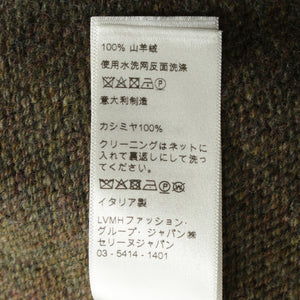 100% 山羊绒
使用水洗网反面洗涤
意大利制造
カシミヤ100%
クリーニングはネットに
入れて裏返しにして洗っ
てください。
イタリア製
LVMHファッション・
グループ・ジャパン㈱
セリーヌジャパン
03 - 5414 - 1401